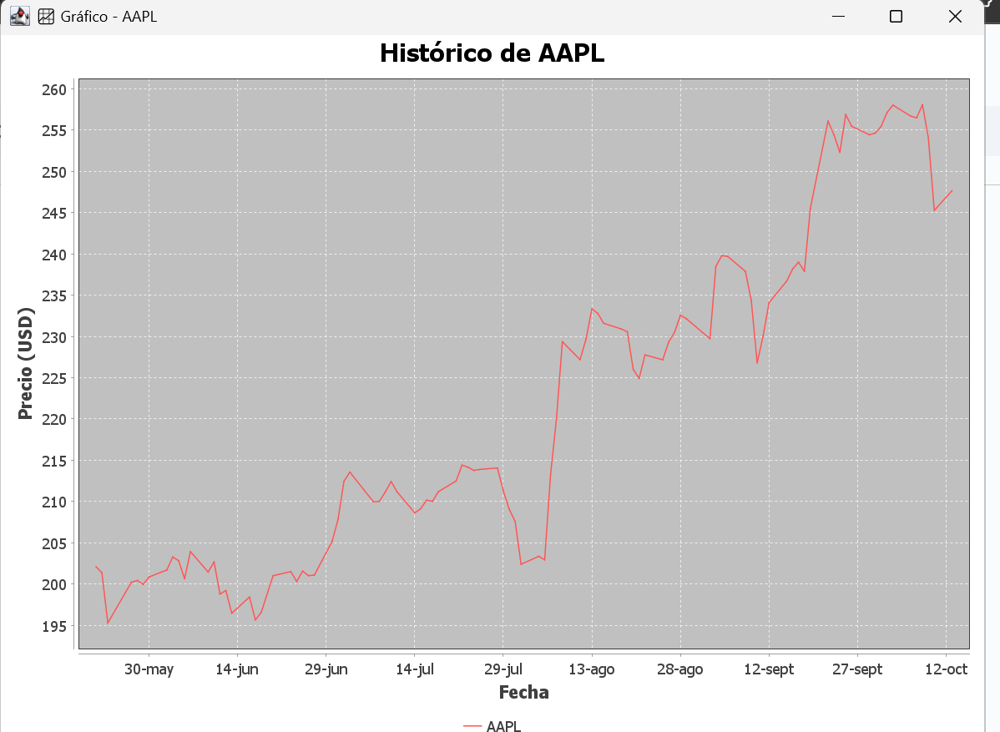 Gráfico - AAPL
Histórico de AAPL
260
255
250
245
240
235
230
225
220
215
210
205
200
195
Precio (USD)
30-may 14-jun 29-jun 14-jul 29-jul 13-ago 28-ago 12-sept 27-sept 12-oct
Fecha
AAPL